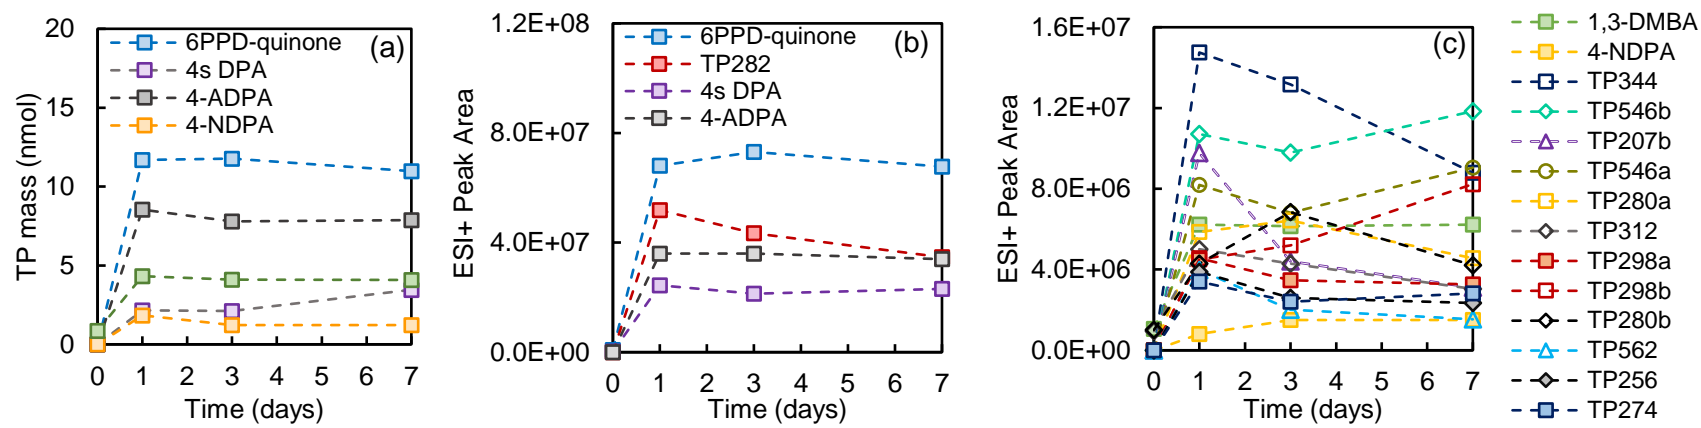 20
15
10
5
0
TP mass (nmol)
6PPD-quinone
4s DPA
4-ADPA
4-NDPA
(a)
0 1 2 3 4 5 6 7
Time (days)
1.2E+08
8.0E+07
4.0E+07
0.0E+00
ESI+ Peak Area
6PPD-quinone
TP282
4s DPA
4-ADPA
(b)
0 1 2 3 4 5 6 7
Time (days)
1.6E+07
1.2E+07
8.0E+06
4.0E+06
0.0E+00
ESI+ Peak Area
(c)
0 1 2 3 4 5 6 7
Time (days)
1,3-DMBA
4-NDPA
TP344
TP546b
TP207b
TP546a
TP280a
TP312
TP298a
TP298b
TP280b
TP562
TP256
TP274